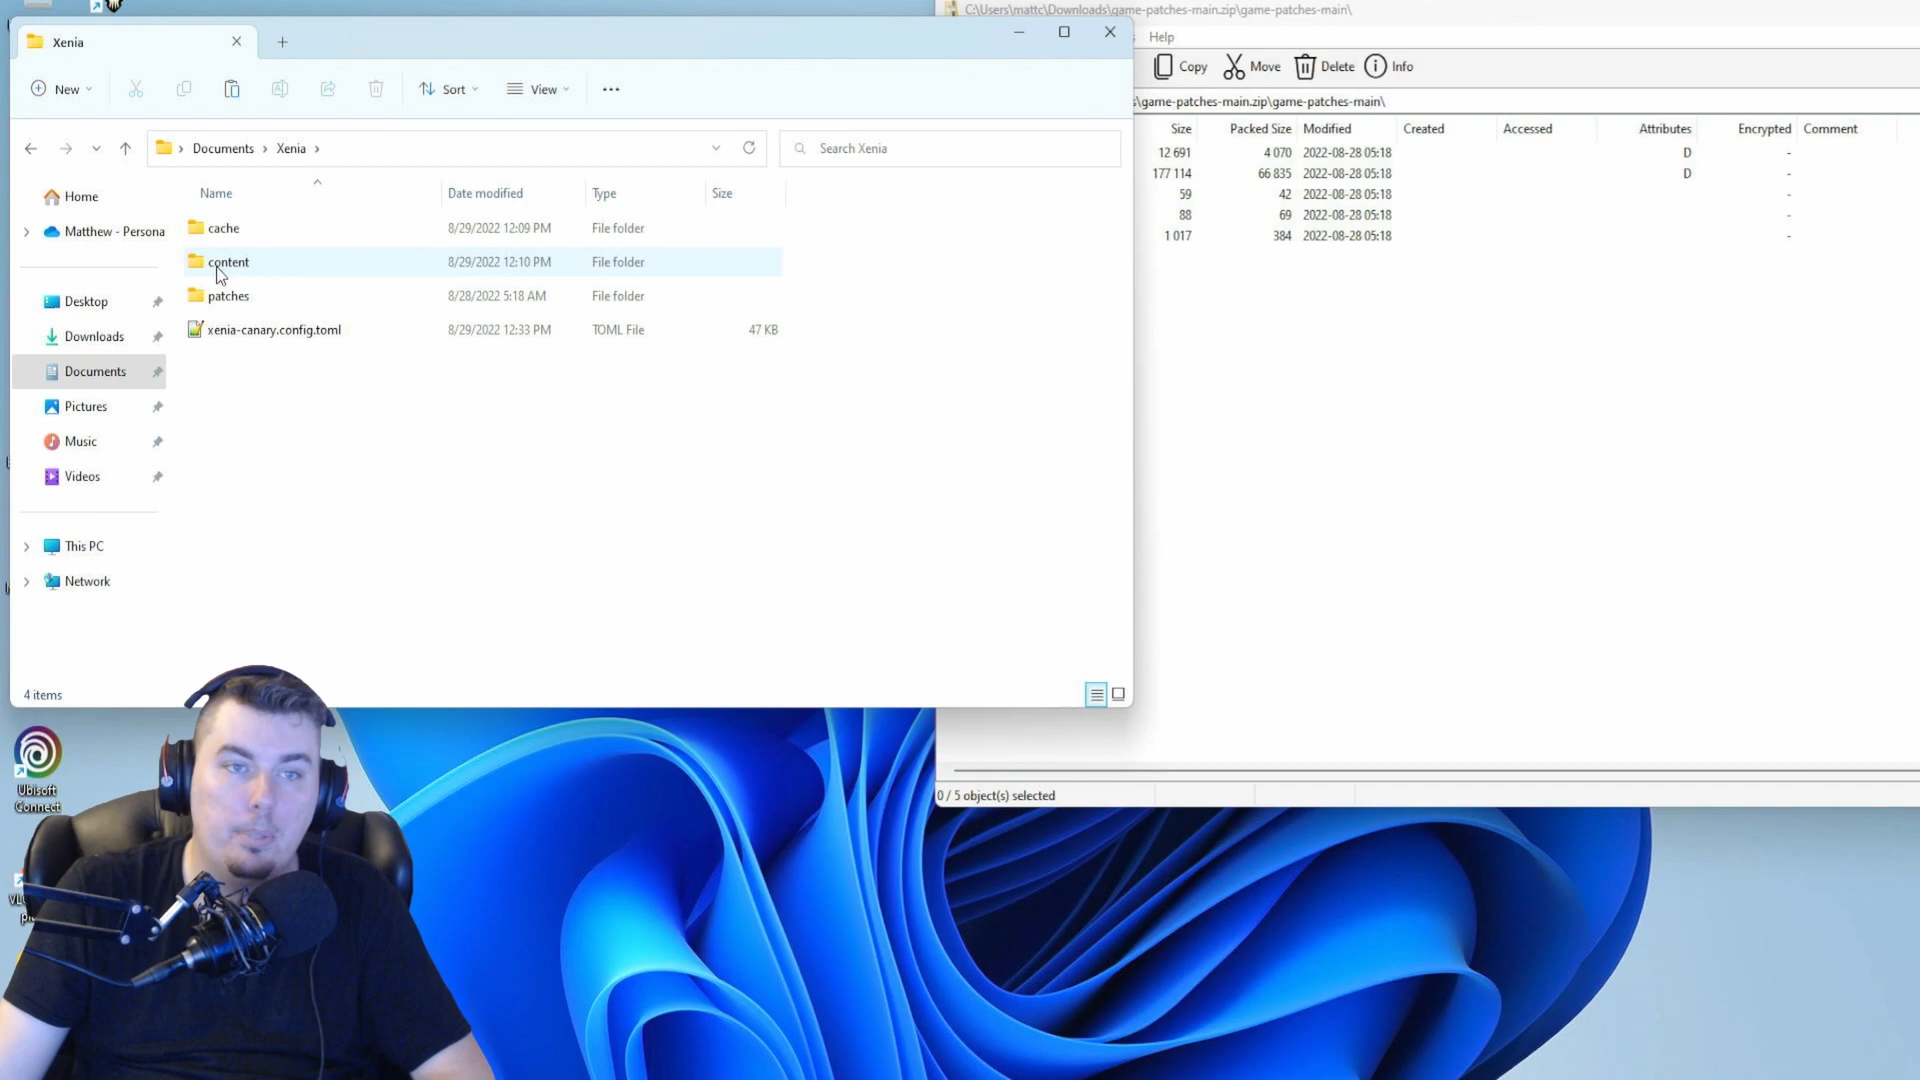 C:\Users\mattc\Downloads\game-patches-main.zip\game-patches-main\
Xenia
Help
New
Sort
View
Copy
Move
Delete
Info
\game-patches-main.zip\game-patches-main\
Documents
Xenia
Search Xenia
Name
Date modified
Type
Size
cache
8/29/2022 12:09 PM
File folder
content
8/29/2022 12:10 PM
File folder
patches
8/28/2022 5:18 AM
File folder
xenia-canary.config.toml
8/29/2022 12:33 PM
TOML File
47 KB
Home
Matthew - Persona
Desktop
Downloads
Documents
Pictures
Music
Videos
This PC
Network
4 items
Size
Packed Size
Modified
Created
Accessed
Attributes
Encrypted
Comment
12 691
4 070
2022-08-28 05:18
D
-
177 114
66 835
2022-08-28 05:18
D
-
59
42
2022-08-28 05:18
-
88
69
2022-08-28 05:18
-
1 017
384
2022-08-28 05:18
-
0 / 5 object(s) selected
Ubisoft
Connect